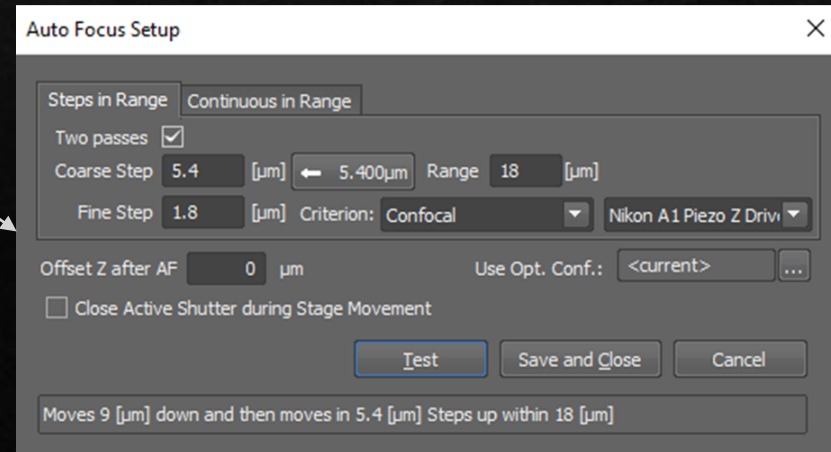 Auto Focus Setup
Steps in Range Continuous in Range
Two passes
Coarse Step 5.4 [µm] 5.400µm Range 18 [µm]
Fine Step 1.8 [µm] Criterion: Confocal Nikon A1 Piezo Z Driv
Offset Z after AF 0 µm Use Opt. Conf.: <current> ...
Close Active Shutter during Stage Movement
Test Save and Close Cancel
Moves 9 [µm] down and then moves in 5.4 [µm] Steps up within 18 [µm]